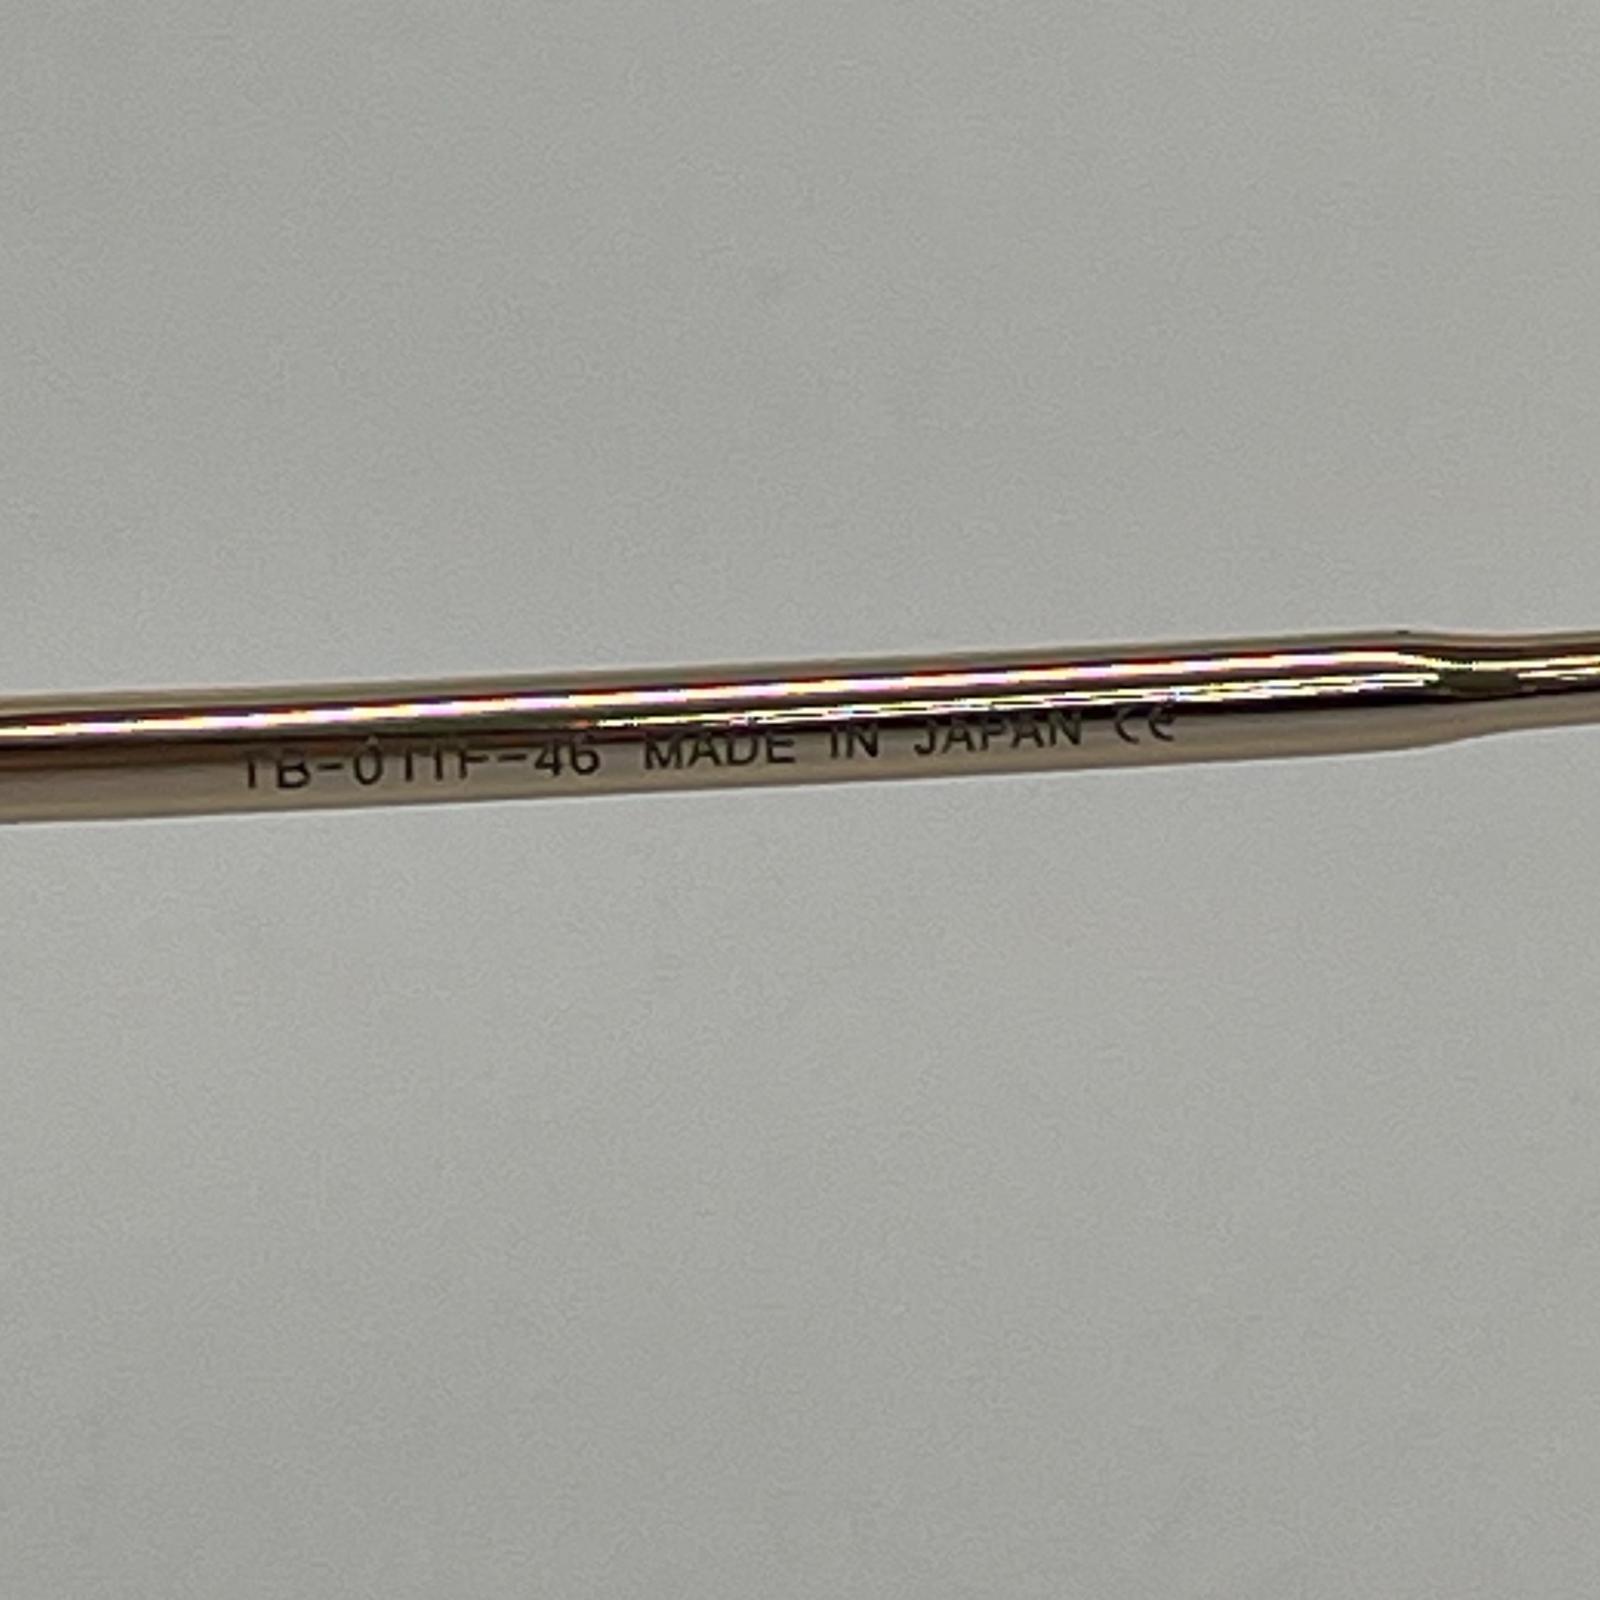 TB-011F-46 MADE IN JAPAN CE